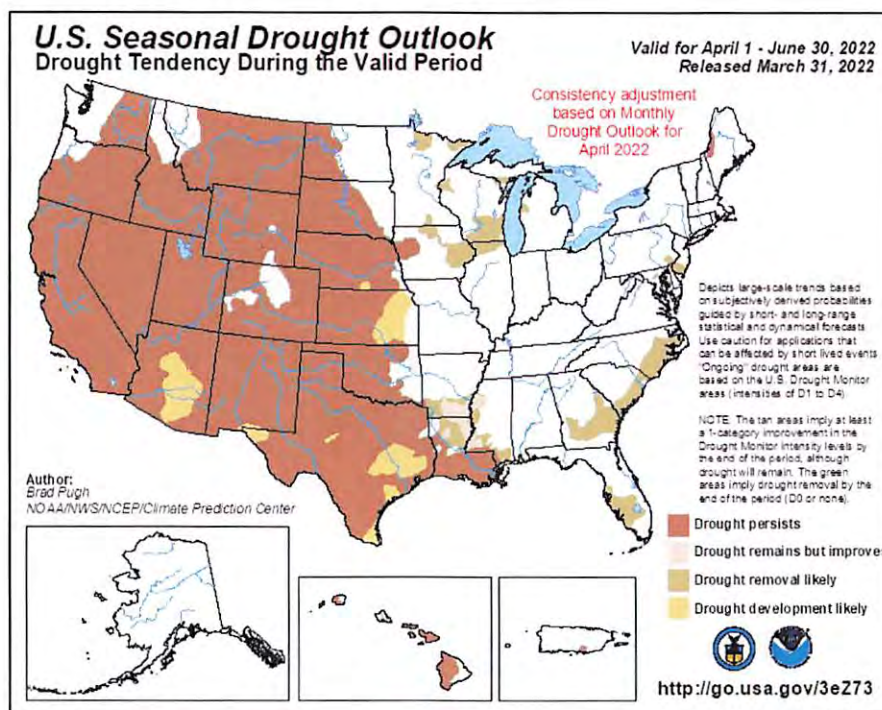 U.S. Seasonal Drought Outlook
Drought Tendency During the Valid Period
Valid for April 1 - June 30, 2022
Released March 31, 2022
Consistency adjustment
based on Monthly
Drought Outlook for
April 2022
Depicts large-scale trends based
on subjectively derived probabilities
guided by short- and long-range
statistical and dynamical forecasts
Use caution for applications that
can be affected by short lived events
"Ongoing" drought areas are
based on the U.S. Drought Monitor
areas (intensities of D1 to D4)
NOTE: The tan areas imply at least
a 1-category improvement in the
Drought Monitor intensity levels by
the end of the period, although
drought will remain. The green
areas imply drought removal by the
end of the period (D0 or none).
Author:
Brad Pugh
NOAA/NWS/NCEP/Climate Prediction Center
Drought persists
Drought remains but improves
Drought removal likely
Drought development likely
http://go.usa.gov/3eZ73